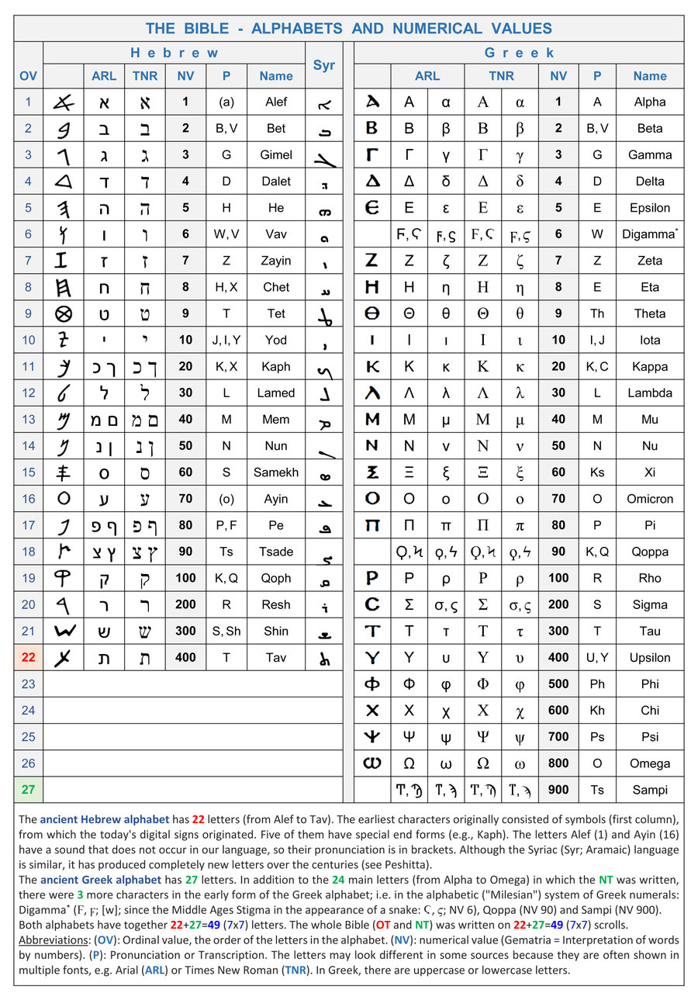 THE BIBLE - ALPHABETS AND NUMERICAL VALUES
Hebrew Syr Greek
OV ARL TNR NV P Name ARL TNR NV P Name
1 𐤀 א א 1 (a) Alef ܐ Α Α α Α α 1 A Alpha
2 𐤁 ב ב 2 B, V Bet ܒ Β Β β Β β 2 B, V Beta
3 𐤂 ג ג 3 G Gimel ܓ Γ Γ γ Γ γ 3 G Gamma
4 𐤃 ד ד 4 D Dalet ܕ Δ Δ δ Δ δ 4 D Delta
5 𐤄 ה ה 5 H He ܗ Ε Ε ε Ε ε 5 E Epsilon
6 𐤅 ו ו 6 W, V Vav ܘ Ϝ, Ϛ ϝ, ϛ Ϝ, Ϛ ϝ, ϛ 6 W Digamma*
7 𐤆 ז ז 7 Z Zayin ܙ Ζ Ζ ζ Ζ ζ 7 Z Zeta
8 𐤇 ח ח 8 H, X Chet ܚ Η Η η Η η 8 E Eta
9 𐤈 ט ט 9 T Tet ܛ Θ Θ θ Θ θ 9 Th Theta
10 𐤉 י י 10 J, I, Y Yod ܝ Ι Ι ι Ι ι 10 I, J Iota
11 𐤊 כ ך כ ך 20 K, X Kaph ܟ Κ Κ κ Κ κ 20 K, C Kappa
12 𐤋 ל ל 30 L Lamed ܠ Λ Λ λ Λ λ 30 L Lambda
13 𐤌 מ ם מ ם 40 M Mem ܡ Μ Μ μ Μ μ 40 M Mu
14 𐤍 נ ן נ ן 50 N Nun ܢ Ν Ν ν Ν ν 50 N Nu
15 𐤎 ס ס 60 S Samekh ܣ Ξ Ξ ξ Ξ ξ 60 Ks Xi
16 𐤏 ע ע 70 (o) Ayin ܥ Ο Ο ο Ο ο 70 O Omicron
17 𐤐 פ ף פ ף 80 P, F Pe ܦ Π Π π Π π 80 P Pi
18 𐤑 צ ץ צ ץ 90 Ts Tsade ܨ Ϙ, Ϟ ϙ, ϟ Ϙ, Ϟ ϙ, ϟ 90 K, Q Qoppa
19 𐤒 ק ק 100 K, Q Qoph ܩ Ρ Ρ ρ Ρ ρ 100 R Rho
20 𐤓 ר ר 200 R Resh ܪ Ϲ Σ σ, ς Σ σ, ς 200 S Sigma
21 𐤔 ש ש 300 S, Sh Shin ܫ Τ Τ τ Τ τ 300 T Tau
22 𐤕 ת ת 400 T Tav ܬ Υ Υ υ Υ υ 400 U, Y Upsilon
23 Φ Φ φ Φ φ 500 Ph Phi
24 Χ Χ χ Χ χ 600 Kh Chi
25 Ψ Ψ ψ Ψ ψ 700 Ps Psi
26 ω Ω ω Ω ω 800 O Omega
27 Ͳ, Ϡ ͳ, ϡ Ͳ, Ϡ ͳ, ϡ 900 Ts Sampi
The ancient Hebrew alphabet has 22 letters (from Alef to Tav). The earliest characters originally consisted of symbols (first column),
from which the today's digital signs originated. Five of them have special end forms (e.g., Kaph). The letters Alef (1) and Ayin (16)
have a sound that does not occur in our language, so their pronunciation is in brackets. Although the Syriac (Syr; Aramaic) language
is similar, it has produced completely new letters over the centuries (see Peshitta).
The ancient Greek alphabet has 27 letters. In addition to the 24 main letters (from Alpha to Omega) in which the NT was written,
there were 3 more characters in the early form of the Greek alphabet; i.e. in the alphabetic ("Milesian") system of Greek numerals:
Digamma* (Ϝ, ϝ; [w]; since the Middle Ages Stigma in the appearance of a snake: Ϛ, ϛ; NV 6), Qoppa (NV 90) and Sampi (NV 900).
Both alphabets have together 22+27=49 (7x7) letters. The whole Bible (OT and NT) was written on 22+27=49 (7x7) scrolls.
Abbreviations: (OV): Ordinal value, the order of the letters in the alphabet. (NV): numerical value (Gematria = Interpretation of words
by numbers). (P): Pronunciation or Transcription. The letters may look different in some sources because they are often shown in
multiple fonts, e.g. Arial (ARL) or Times New Roman (TNR). In Greek, there are uppercase or lowercase letters.